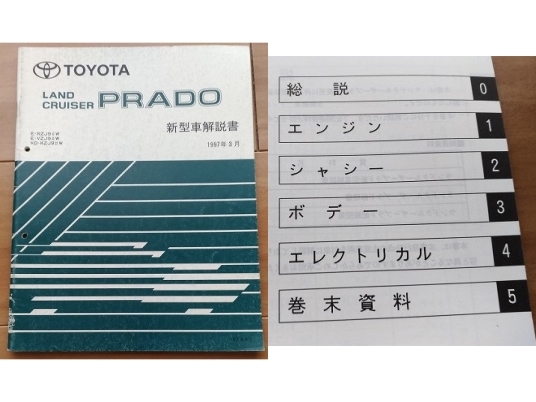 TOYOTA
LAND
CRUISER PRADO
新型車解説書
1997年3月
総説
0
エンジン
1
シャシー
2
ボデー
3
エレクトリカル
4
巻末資料
5